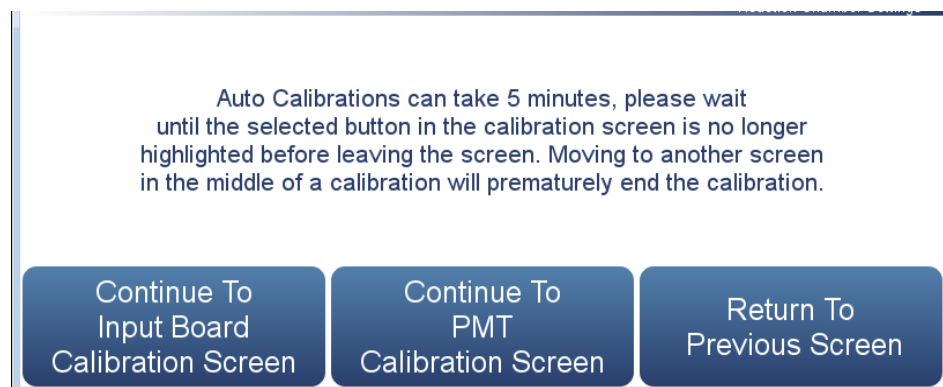 Auto Calibrations can take 5 minutes, please wait
until the selected button in the calibration screen is no longer
highlighted before leaving the screen. Moving to another screen
in the middle of a calibration will prematurely end the calibration.
Continue To
Input Board
Calibration Screen
Continue To
PMT
Calibration Screen
Return To
Previous Screen